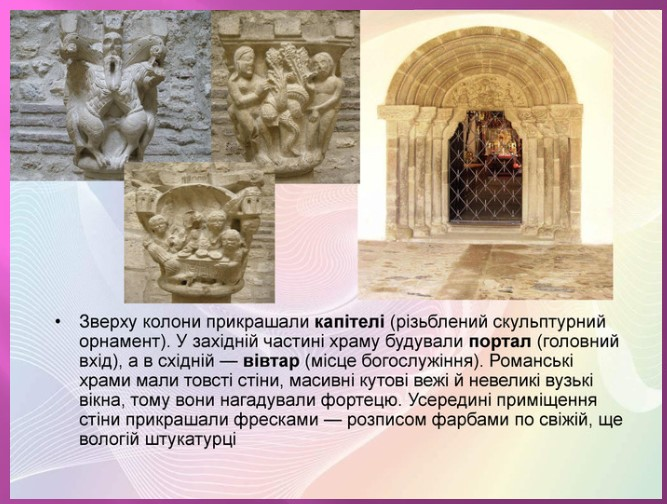 • Зверху колони прикрашали капітелі (різьблений скульптурний
орнамент). У західній частині храму будували портал (головний
вхід), а в східній — вівтар (місце богослужіння). Романські
храми мали товсті стіни, масивні кутові вежі й невеликі вузькі
вікна, тому вони нагадували фортецю. Усередині приміщення
стіни прикрашали фресками — розписом фарбами по свіжій, ще
вологій штукатурці